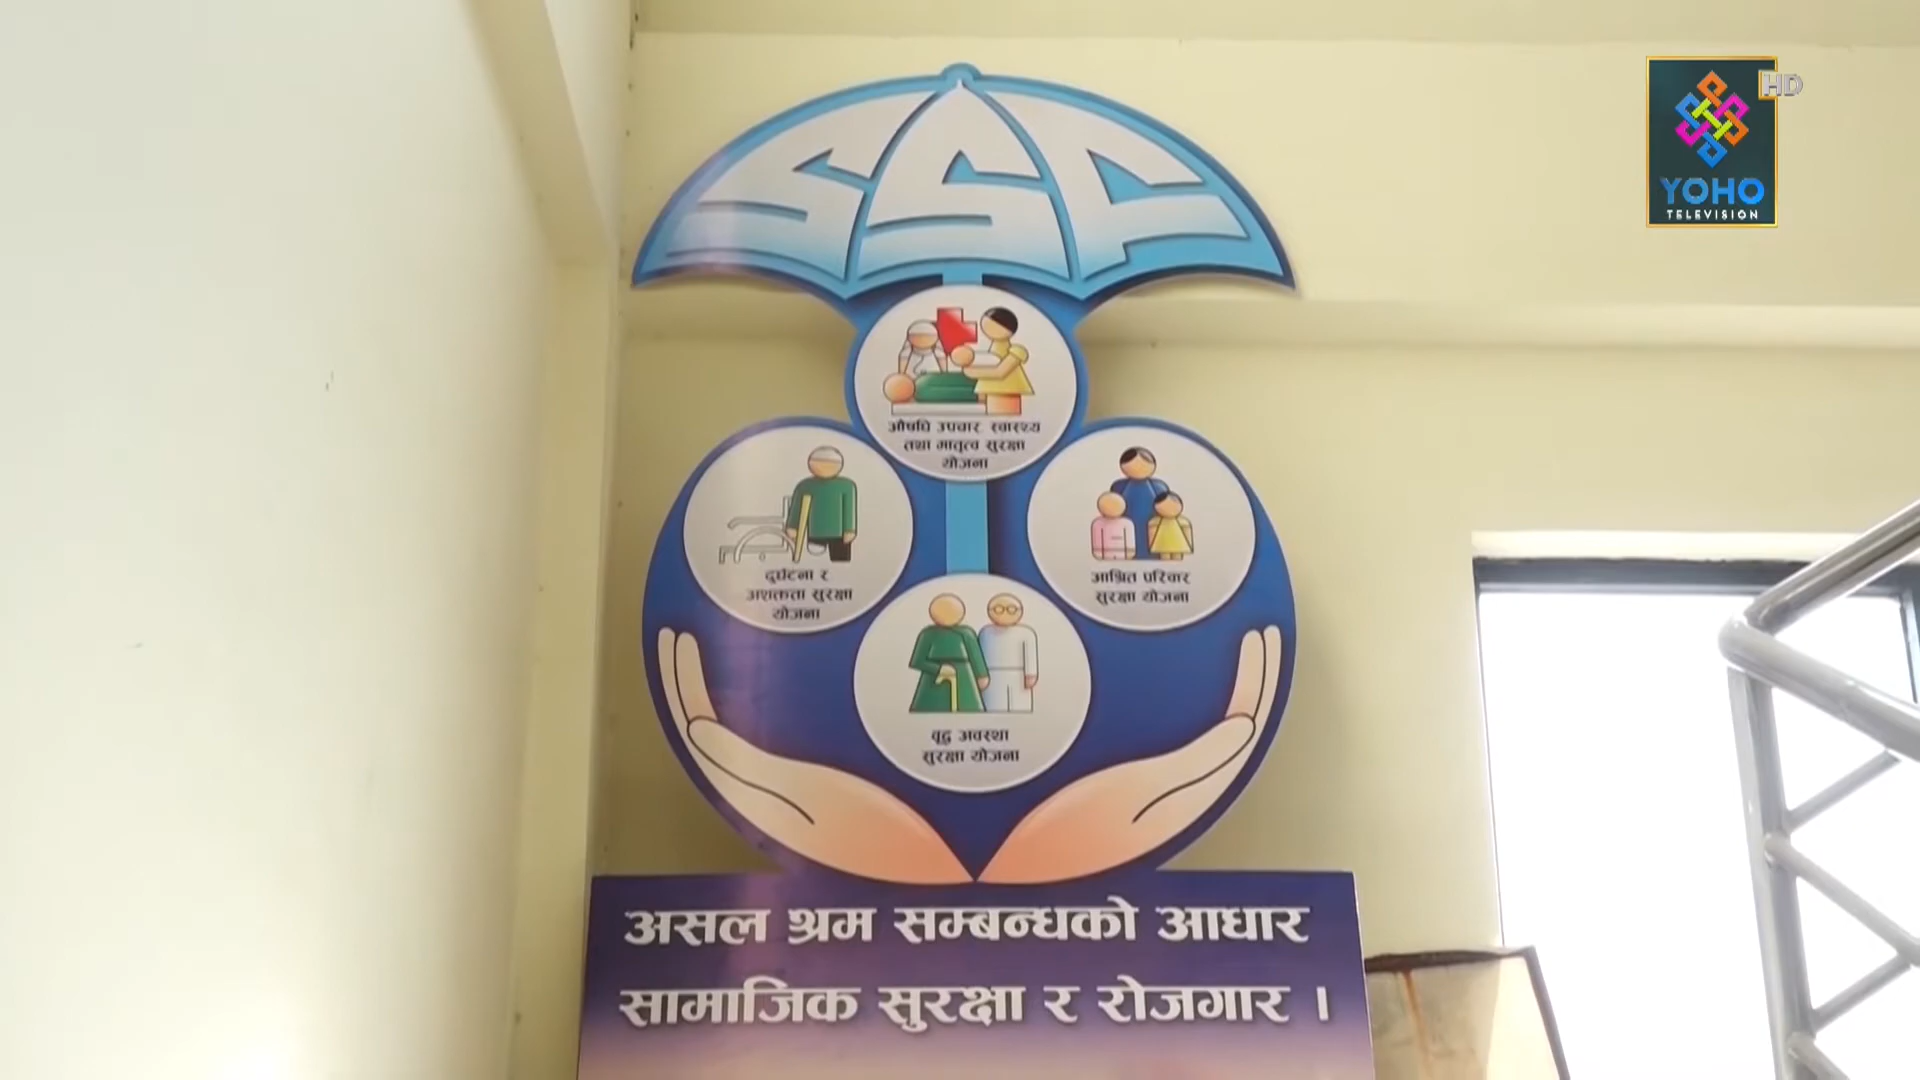 SSF
HD
YOHO
TELEVISION
औषधि उपचार स्वास्थ्य
तथा मातृत्व सुरक्षा
योजना
दुर्घटना र
अशक्तता सुरक्षा
योजना
आश्रित परिवार
सुरक्षा योजना
वृद्ध अवस्था
सुरक्षा योजना
असल श्रम सम्बन्धको आधार
सामाजिक सुरक्षा र रोजगार ।